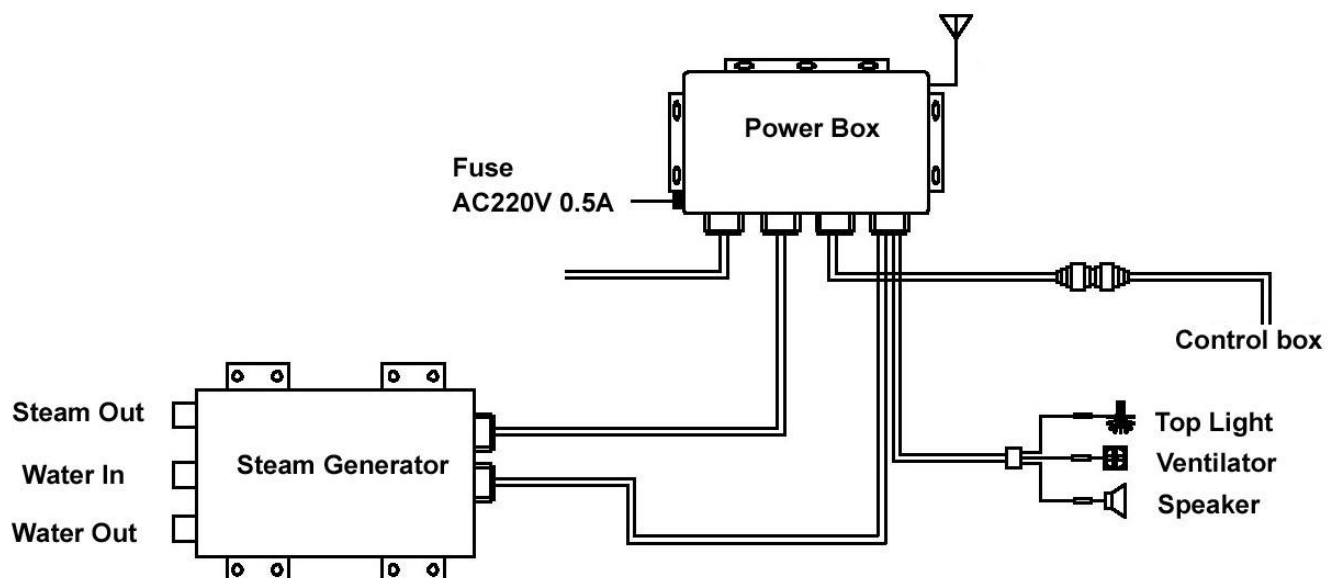 Power Box
Fuse
AC220V 0.5A
Control box
Steam Out
Water In
Water Out
Steam Generator
Top Light
Ventilator
Speaker